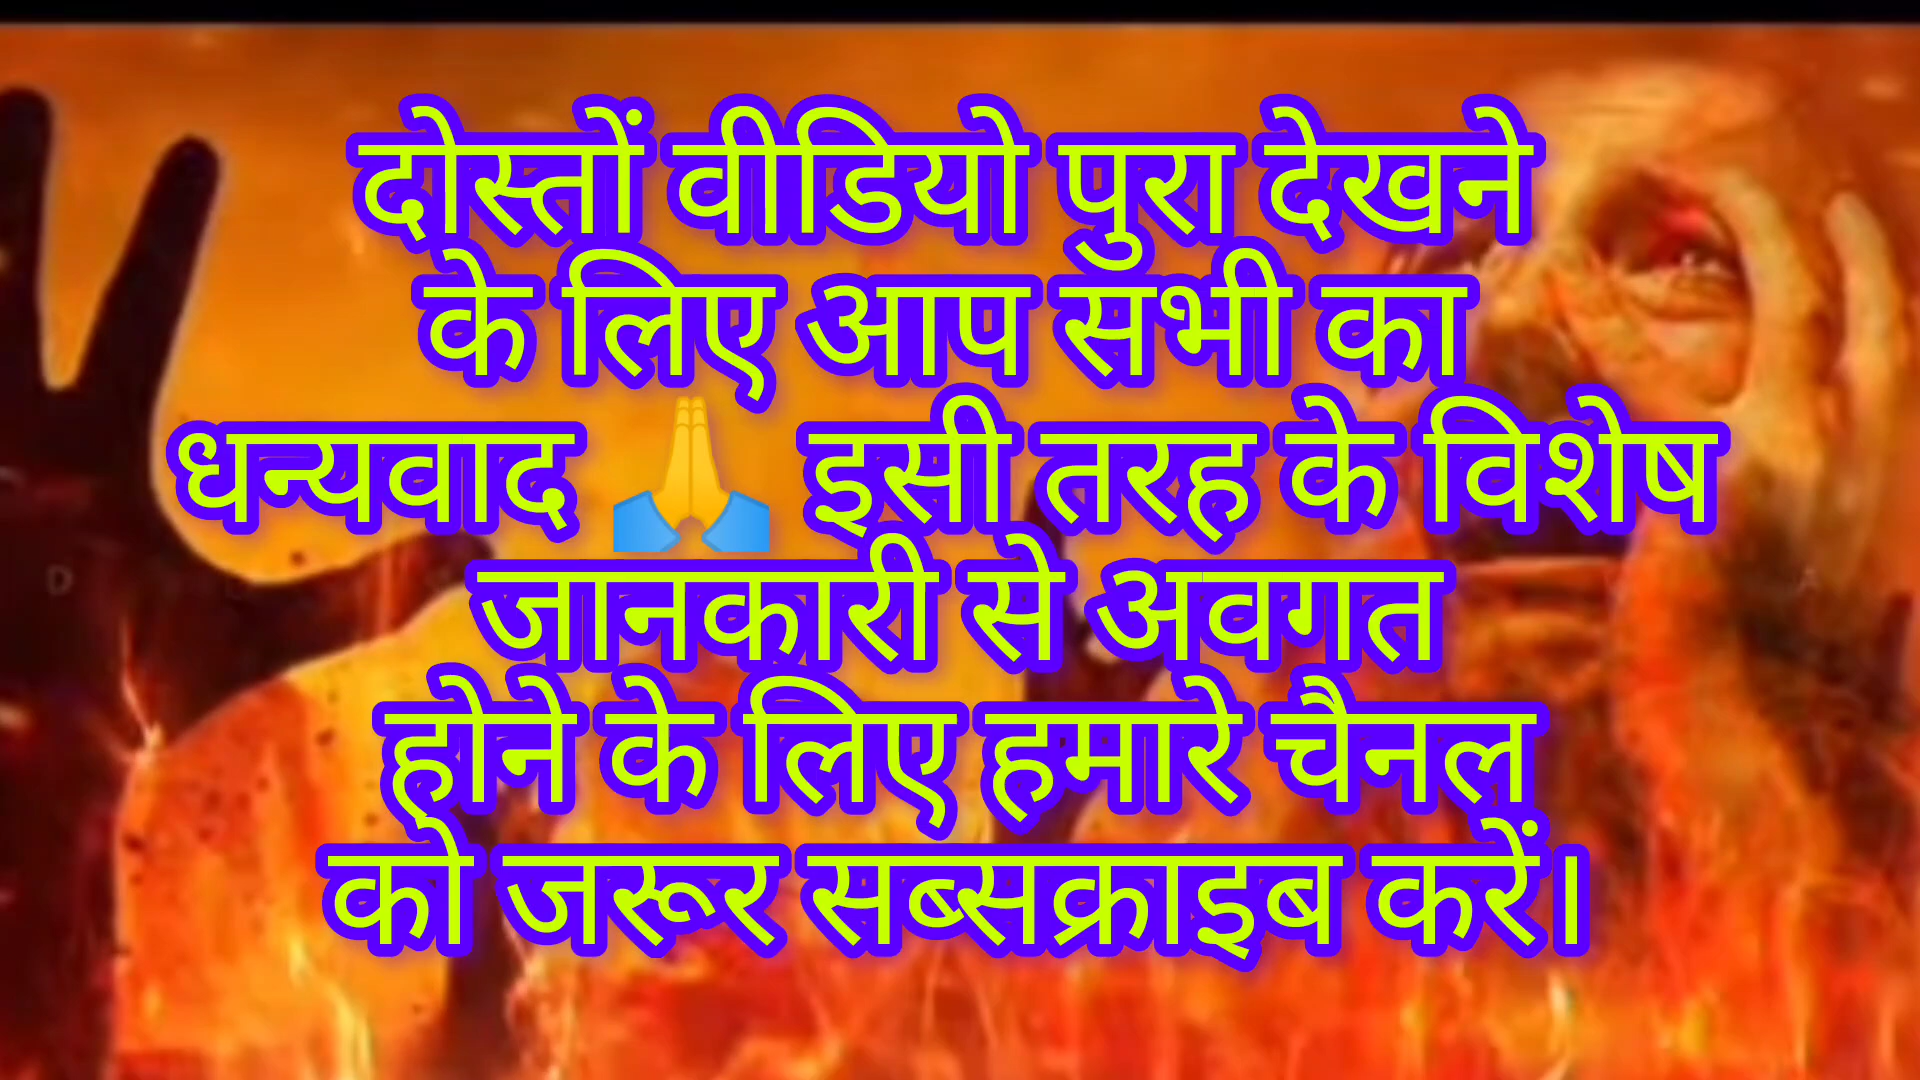 दोस्तों वीडियो पुरा देखने
के लिए आप सभी का
धन्यवाद 🙏 इसी तरह के विशेष
जानकारी से अवगत
होने के लिए हमारे चैनल
को जरूर सब्सक्राइब करें।